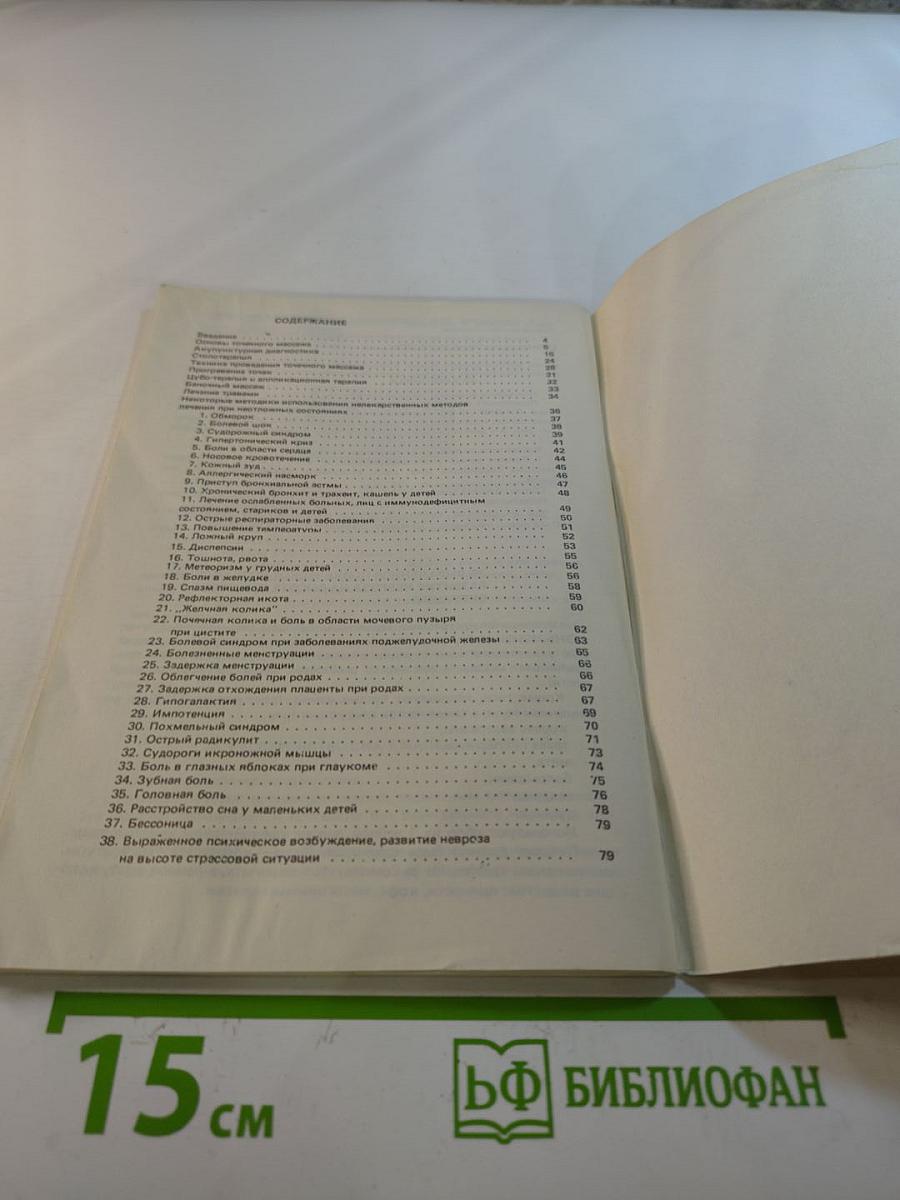 СОДЕРЖАНИЕ
Введение . . . 4
Основы точечного массажа . . . 6
Акупунктурная диагностика . . . 16
Стопотерапия . . . 24
Техника проведения точечного массажа . . . 28
Прогревание точек . . . 31
Цубо-терапия и аппликационная терапия . . . 32
Баночный массаж . . . 33
Лечение травами . . . 34
Некоторые методики использования нелекарственных методов
лечения при неотложных состояниях . . . 36
1. Обморок . . . 37
2. Болевой шок . . . 38
3. Судорожный синдром . . . 39
4. Гипертонический криз . . . 41
5. Боли в области сердца . . . 42
6. Носовое кровотечение . . . 44
7. Кожный зуд . . . 45
8. Аллергический насморк . . . 46
9. Приступ бронхиальной астмы . . . 47
10. Хронический бронхит и трахеит, кашель у детей . . . 48
11. Лечение ослабленных больных, лиц с иммунодефицитным
состоянием, стариков и детей . . . 49
12. Острые респираторные заболевания . . . 50
13. Повышение температуры . . . 51
14. Ложный круп . . . 52
15. Диспепсии . . . 53
16. Тошнота, рвота . . . 55
17. Метеоризм у грудных детей . . . 56
18. Боли в желудке . . . 56
19. Спазм пищевода . . . 58
20. Рефлекторная икота . . . 59
21. „Желчная колика" . . . 60
22. Почечная колика и боль в области мочевого пузыря
при цистите . . . 62
23. Болевой синдром при заболеваниях поджелудочной железы . . . 63
24. Болезненные менструации . . . 65
25. Задержка менструации . . . 66
26. Облегчение болей при родах . . . 66
27. Задержка отхождения плаценты при родах . . . 67
28. Гипогалактия . . . 67
29. Импотенция . . . 69
30. Похмельный синдром . . . 70
31. Острый радикулит . . . 71
32. Судороги икроножной мышцы . . . 73
33. Боль в глазных яблоках при глаукоме . . . 74
34. Зубная боль . . . 75
35. Головная боль . . . 76
36. Расстройство сна у маленьких детей . . . 78
37. Бессоница . . . 79
38. Выраженное психическое возбуждение, развитие невроза
на высоте стрессовой ситуации . . . 79
15 см
БФ БИБЛИОФАН